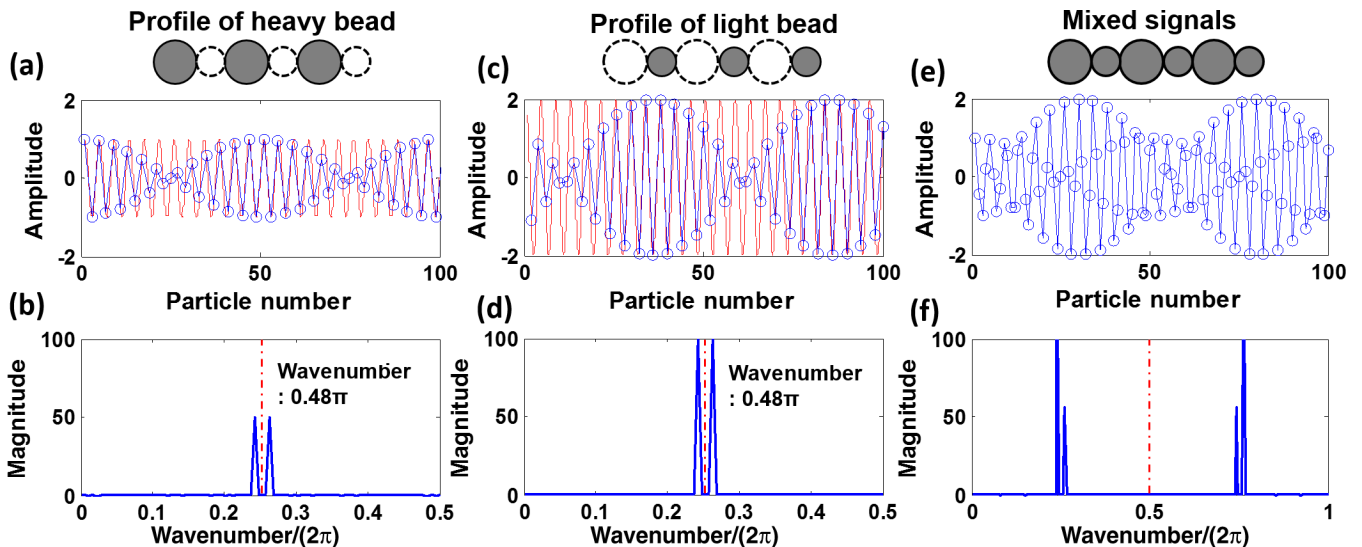 Profile of heavy bead
(a)
2
0
-2
Amplitude
0
50
100
Particle number
(b)
100
50
0
Magnitude
Wavenumber
: 0.48π
0
0.1
0.2
0.3
0.4
0.5
Wavenumber/(2π)
Profile of light bead
(c)
2
0
-2
Amplitude
0
50
100
Particle number
(d)
100
50
0
Magnitude
Wavenumber
: 0.48π
0
0.1
0.2
0.3
0.4
0.5
Wavenumber/(2π)
Mixed signals
(e)
2
0
-2
Amplitude
0
50
100
Particle number
(f)
100
50
0
Magnitude
0
0.5
1
Wavenumber/(2π)